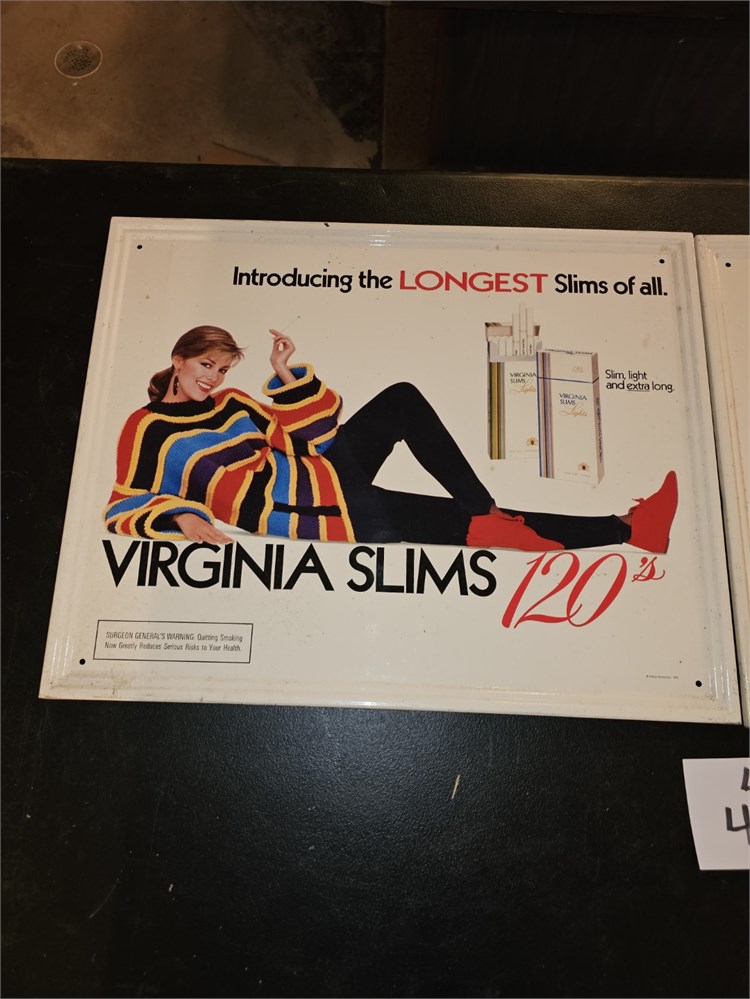 Introducing the LONGEST Slims of all.
VIRGINIA
SLIMS
Lights
VIRGINIA
SLIMS
Lights
Slim, light
and extra long.
VIRGINIA SLIMS 120's
SURGEON GENERAL'S WARNING: Quitting Smoking
Now Greatly Reduces Serious Risks to Your Health.
4